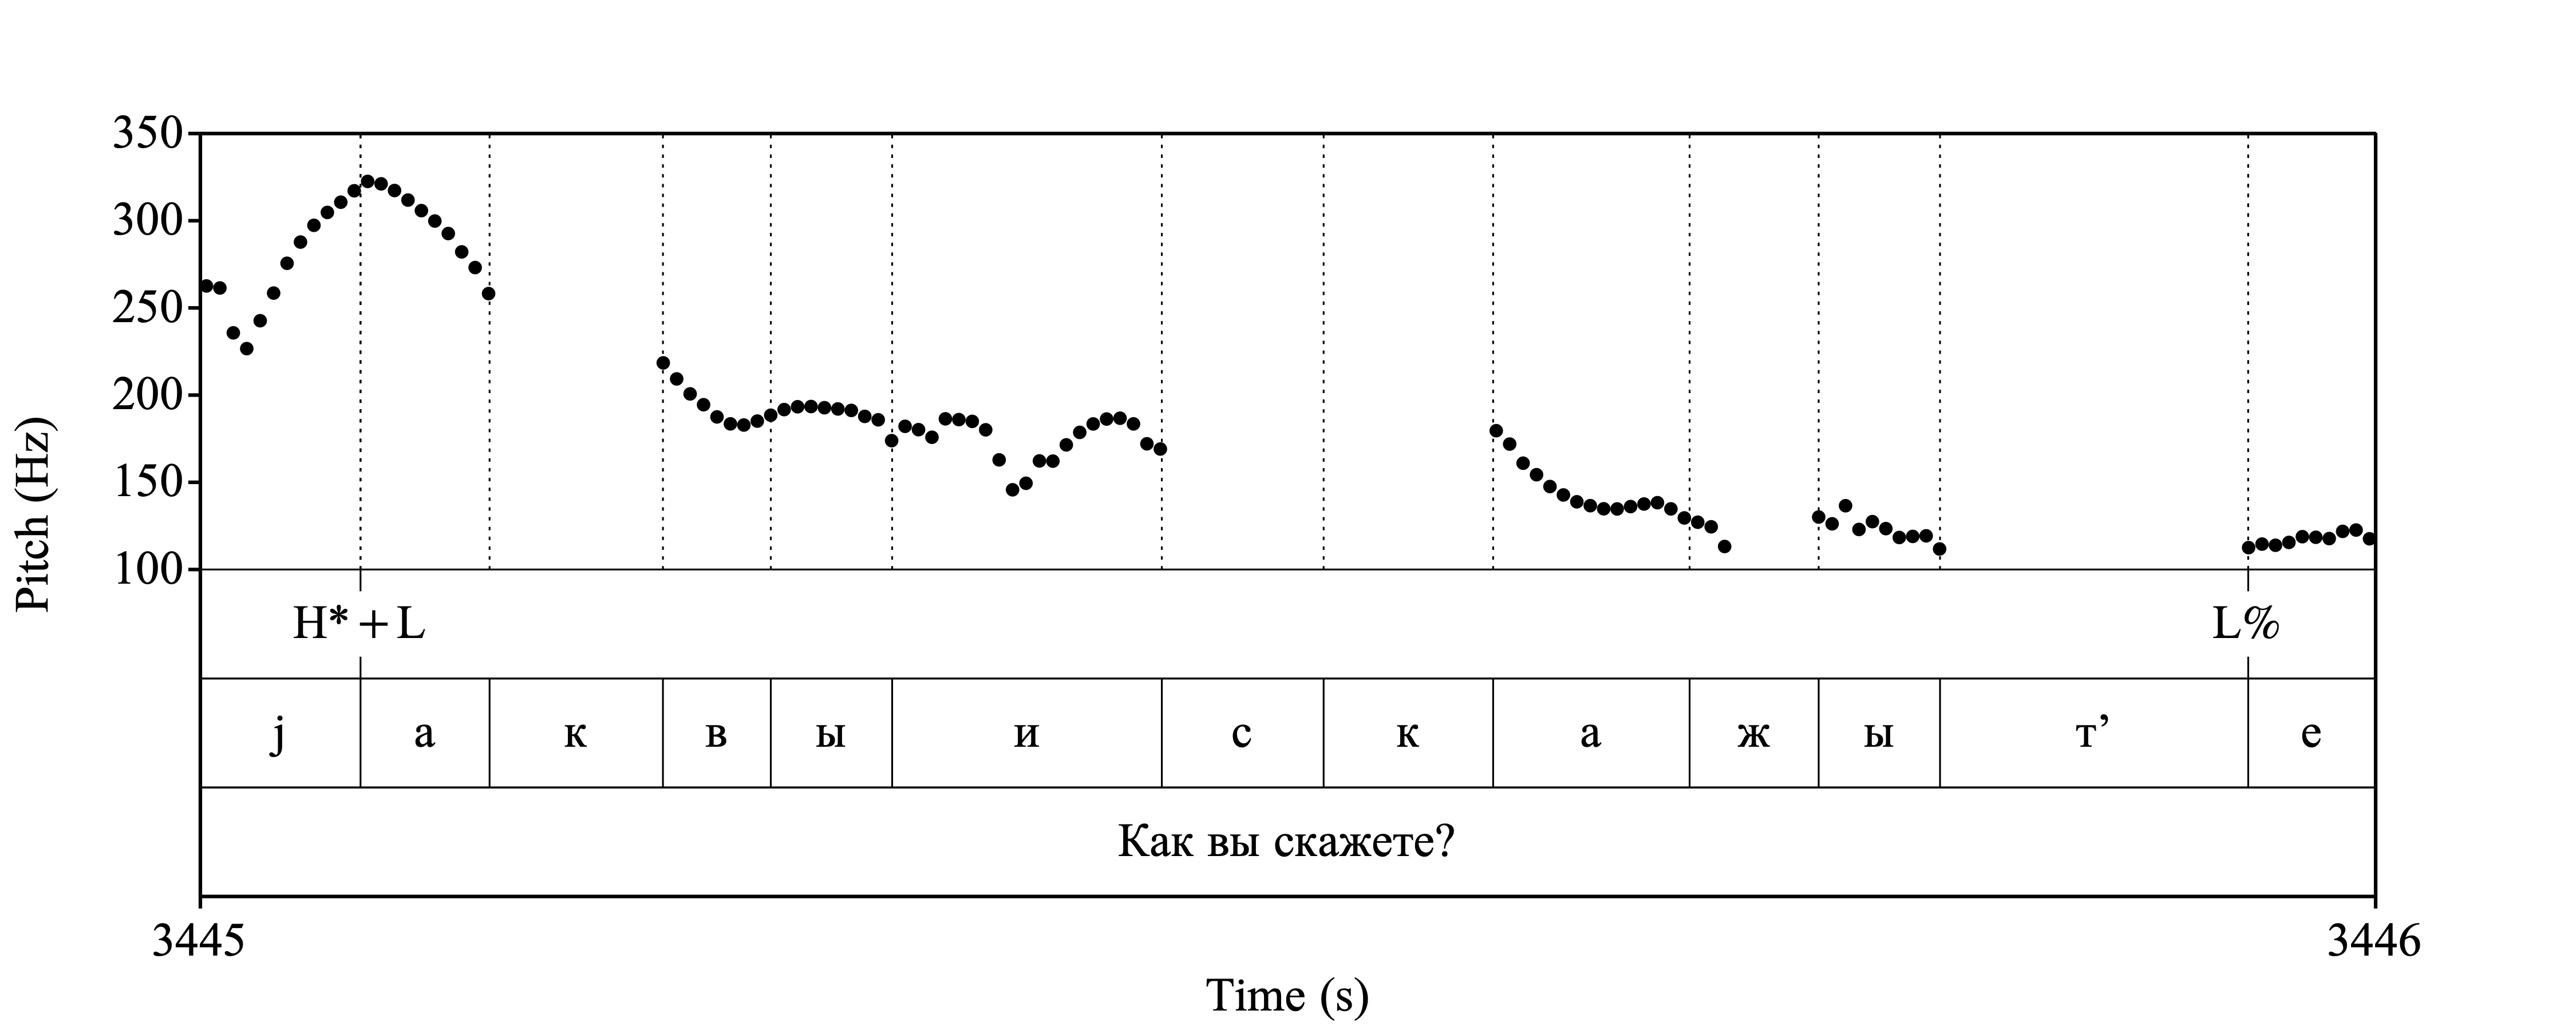 350
300
250
200
150
100
Pitch (Hz)
H*+L L%
j а к в ы и с к а ж ы т’ е
Как вы скажете?
3445 3446
Time (s)